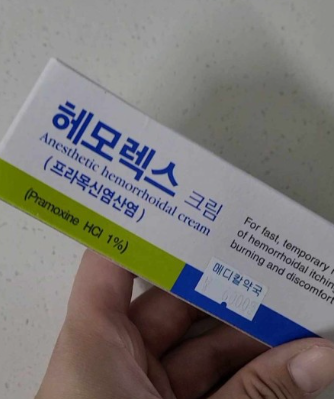 헤모렉스 크림
Anesthetic hemorrhoidal cream
(프라목신염산염)
(Pramoxine HCl 1%)
For fast, temporary
of hemorrhoidal itching
burning and discomfort
메디칼약국